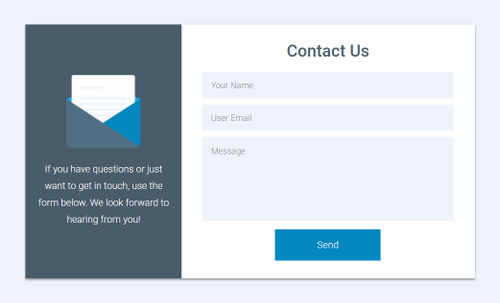 If you have questions or just
want to get in touch, use the
form below. We look forward to
hearing from you!
Contact Us
Your Name
User Email
Message
Send